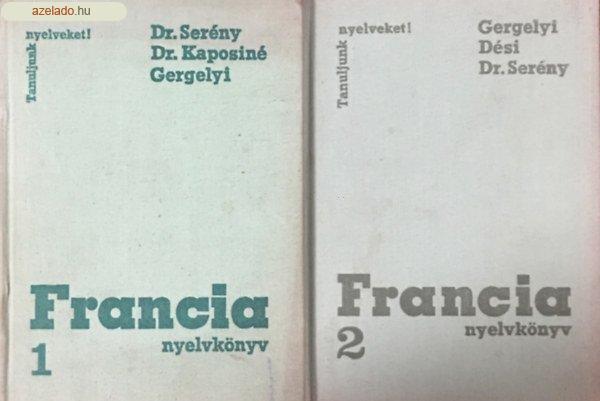 azelado.hu
Tanuljunk
nyelveket!
Dr. Serény
Dr. Kaposiné
Gergelyi
Francia
1
nyelvkönyv
Tanuljunk
nyelveket!
Gergelyi
Dési
Dr. Serény
Francia
2
nyelvkönyv